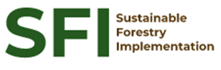 SFI Sustainable
Forestry
Implementation